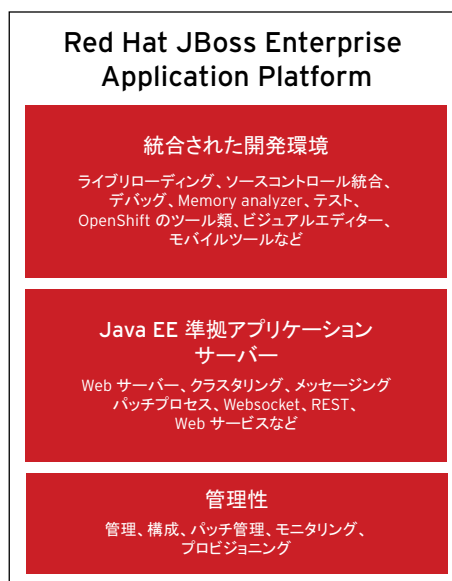 Red Hat JBoss Enterprise
Application Platform
統合された開発環境
ライブリローディング、ソースコントロール統合、
デバッグ、Memory analyzer、テスト、
OpenShift のツール類、ビジュアルエディター、
モバイルツールなど
Java EE 準拠アプリケーション
サーバー
Web サーバー、クラスタリング、メッセージング
パッチプロセス、Websocket、REST、
Web サービスなど
管理性
管理、構成、パッチ管理、モニタリング、
プロビジョニング